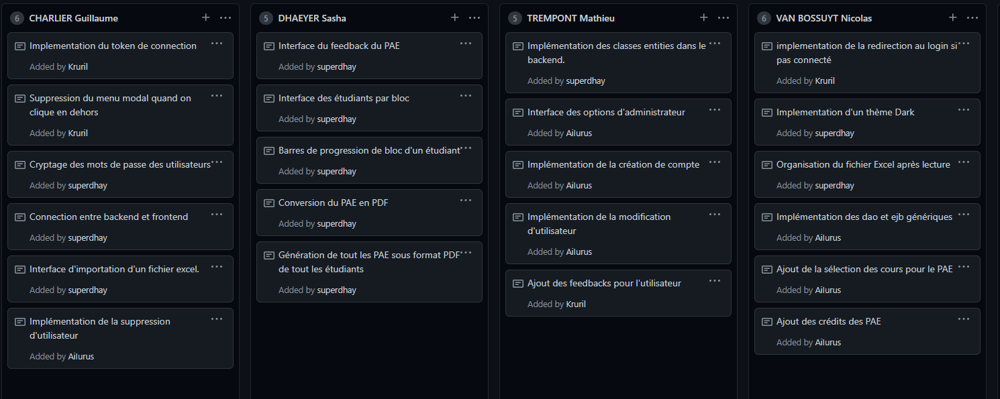 6 CHARLIER Guillaume
Implementation du token de connection
Added by Kruril
Suppression du menu modal quand on
clique en dehors
Added by Kruril
Cryptage des mots de passe des utilisateurs
Added by superdhay
Connection entre backend et frontend
Added by superdhay
Interface d'importation d'un fichier excel.
Added by superdhay
Implémentation de la suppression
d'utilisateur
Added by Ailurus
5 DHAEYER Sasha
Interface du feedback du PAE
Added by superdhay
Interface des étudiants par bloc
Added by superdhay
Barres de progression de bloc d'un étudiant
Added by superdhay
Conversion du PAE en PDF
Added by superdhay
Génération de tout les PAE sous format PDF
de tout les étudiants
Added by superdhay
5 TREMPONT Mathieu
Implémentation des classes entities dans le
backend.
Added by superdhay
Interface des options d'administrateur
Added by Ailurus
Implémentation de la création de compte
Added by Ailurus
Implémentation de la modification
d'utilisateur
Added by Ailurus
Ajout des feedbacks pour l'utilisateur
Added by Kruril
6 VAN BOSSUYT Nicolas
implementation de la redirection au login si
pas connecté
Added by Kruril
Implementation d'un thème Dark
Added by superdhay
Organisation du fichier Excel après lecture
Added by superdhay
Implémentation des dao et ejb génériques
Added by Ailurus
Ajout de la sélection des cours pour le PAE
Added by Ailurus
Ajout des crédits des PAE
Added by Ailurus